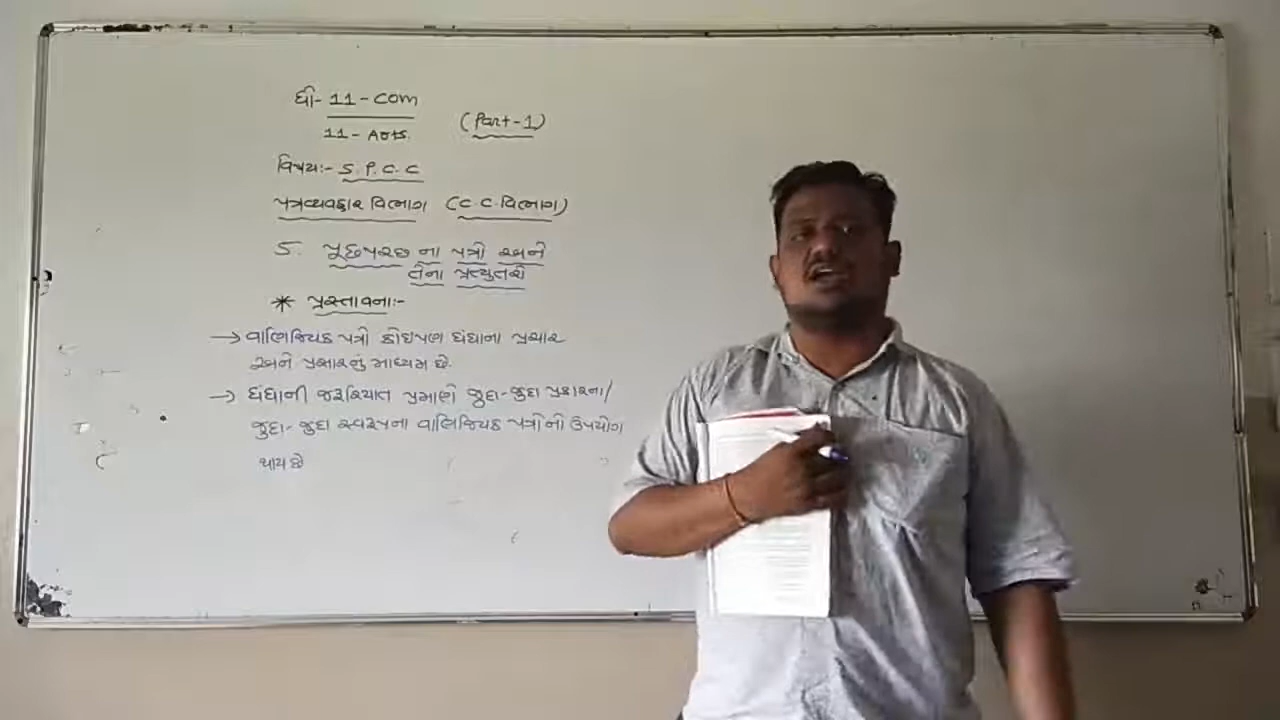 ધો- 11 - COM
11 - Arts.
(Part-1)
વિષય:- S. P. C. C
પત્રવ્યવહાર વિભાગ (C.C. વિભાગ)
5. પૂછપરછ ના પત્રો અને
તેના પ્રત્યુતરો
* પ્રસ્તાવના:-
→ વાણિજ્યિક પત્રો કોઇપણ ધંધાના પ્રચાર
અને પ્રસારનું માધ્યમ છે.
→ ધંધાની જરૂરિયાત પ્રમાણે જુદા-જુદા પ્રકારના/
જુદા-જુદા સ્વરૂપના વાણિજ્યિક પત્રોનો ઉપયોગ
થાય છે